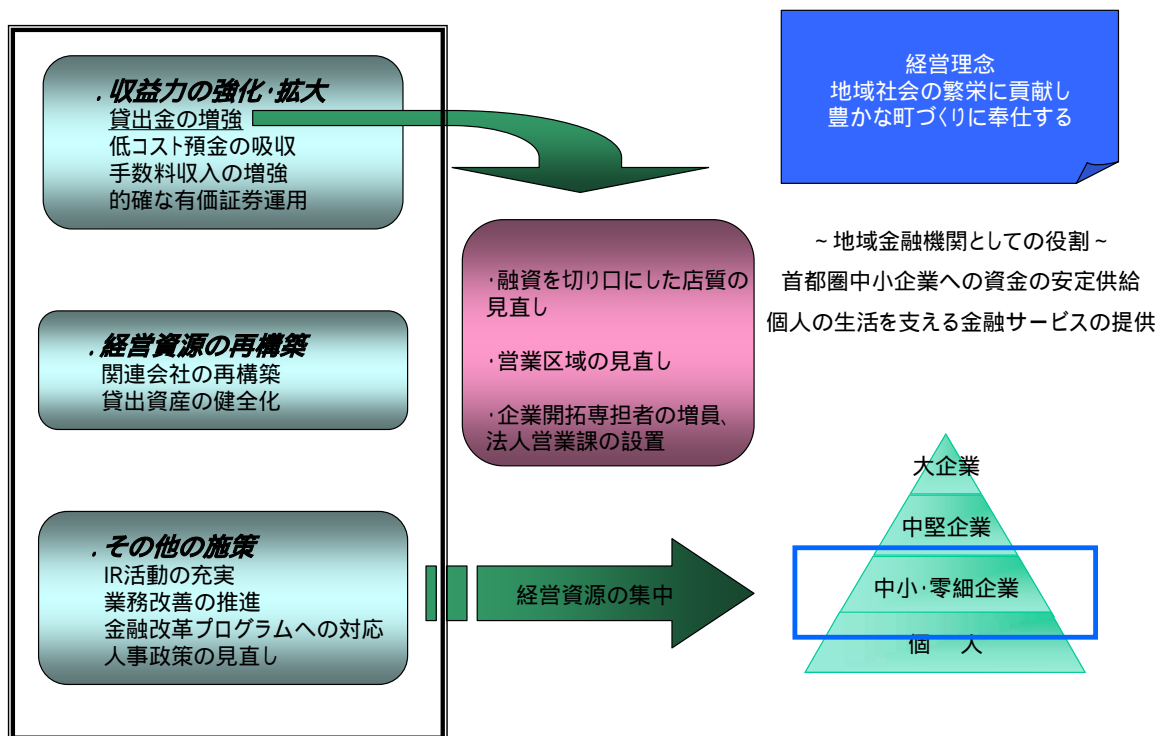 .収益力の強化・拡大
貸出金の増強
低コスト預金の吸収
手数料収入の増強
的確な有価証券運用
.経営資源の再構築
関連会社の再構築
貸出資産の健全化
.その他の施策
IR活動の充実
業務改善の推進
金融改革プログラムへの対応
人事政策の見直し
・融資を切り口にした店質の
見直し
・営業区域の見直し
・企業開拓専担者の増員、
法人営業課の設置
経営資源の集中
経営理念
地域社会の繁栄に貢献し
豊かな町づくりに奉仕する
~地域金融機関としての役割~
首都圏中小企業への資金の安定供給
個人の生活を支える金融サービスの提供
大企業
中堅企業
中小・零細企業
個 人